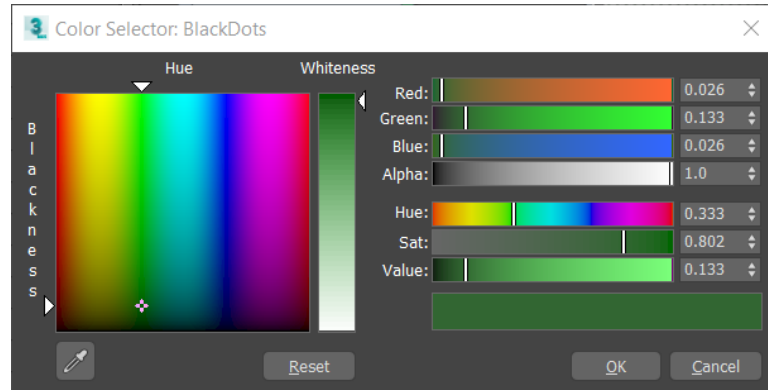 Color Selector: BlackDots
Hue
Whiteness
Blackness
Red: 0.026
Green: 0.133
Blue: 0.026
Alpha: 1.0
Hue: 0.333
Sat: 0.802
Value: 0.133
Reset
OK
Cancel